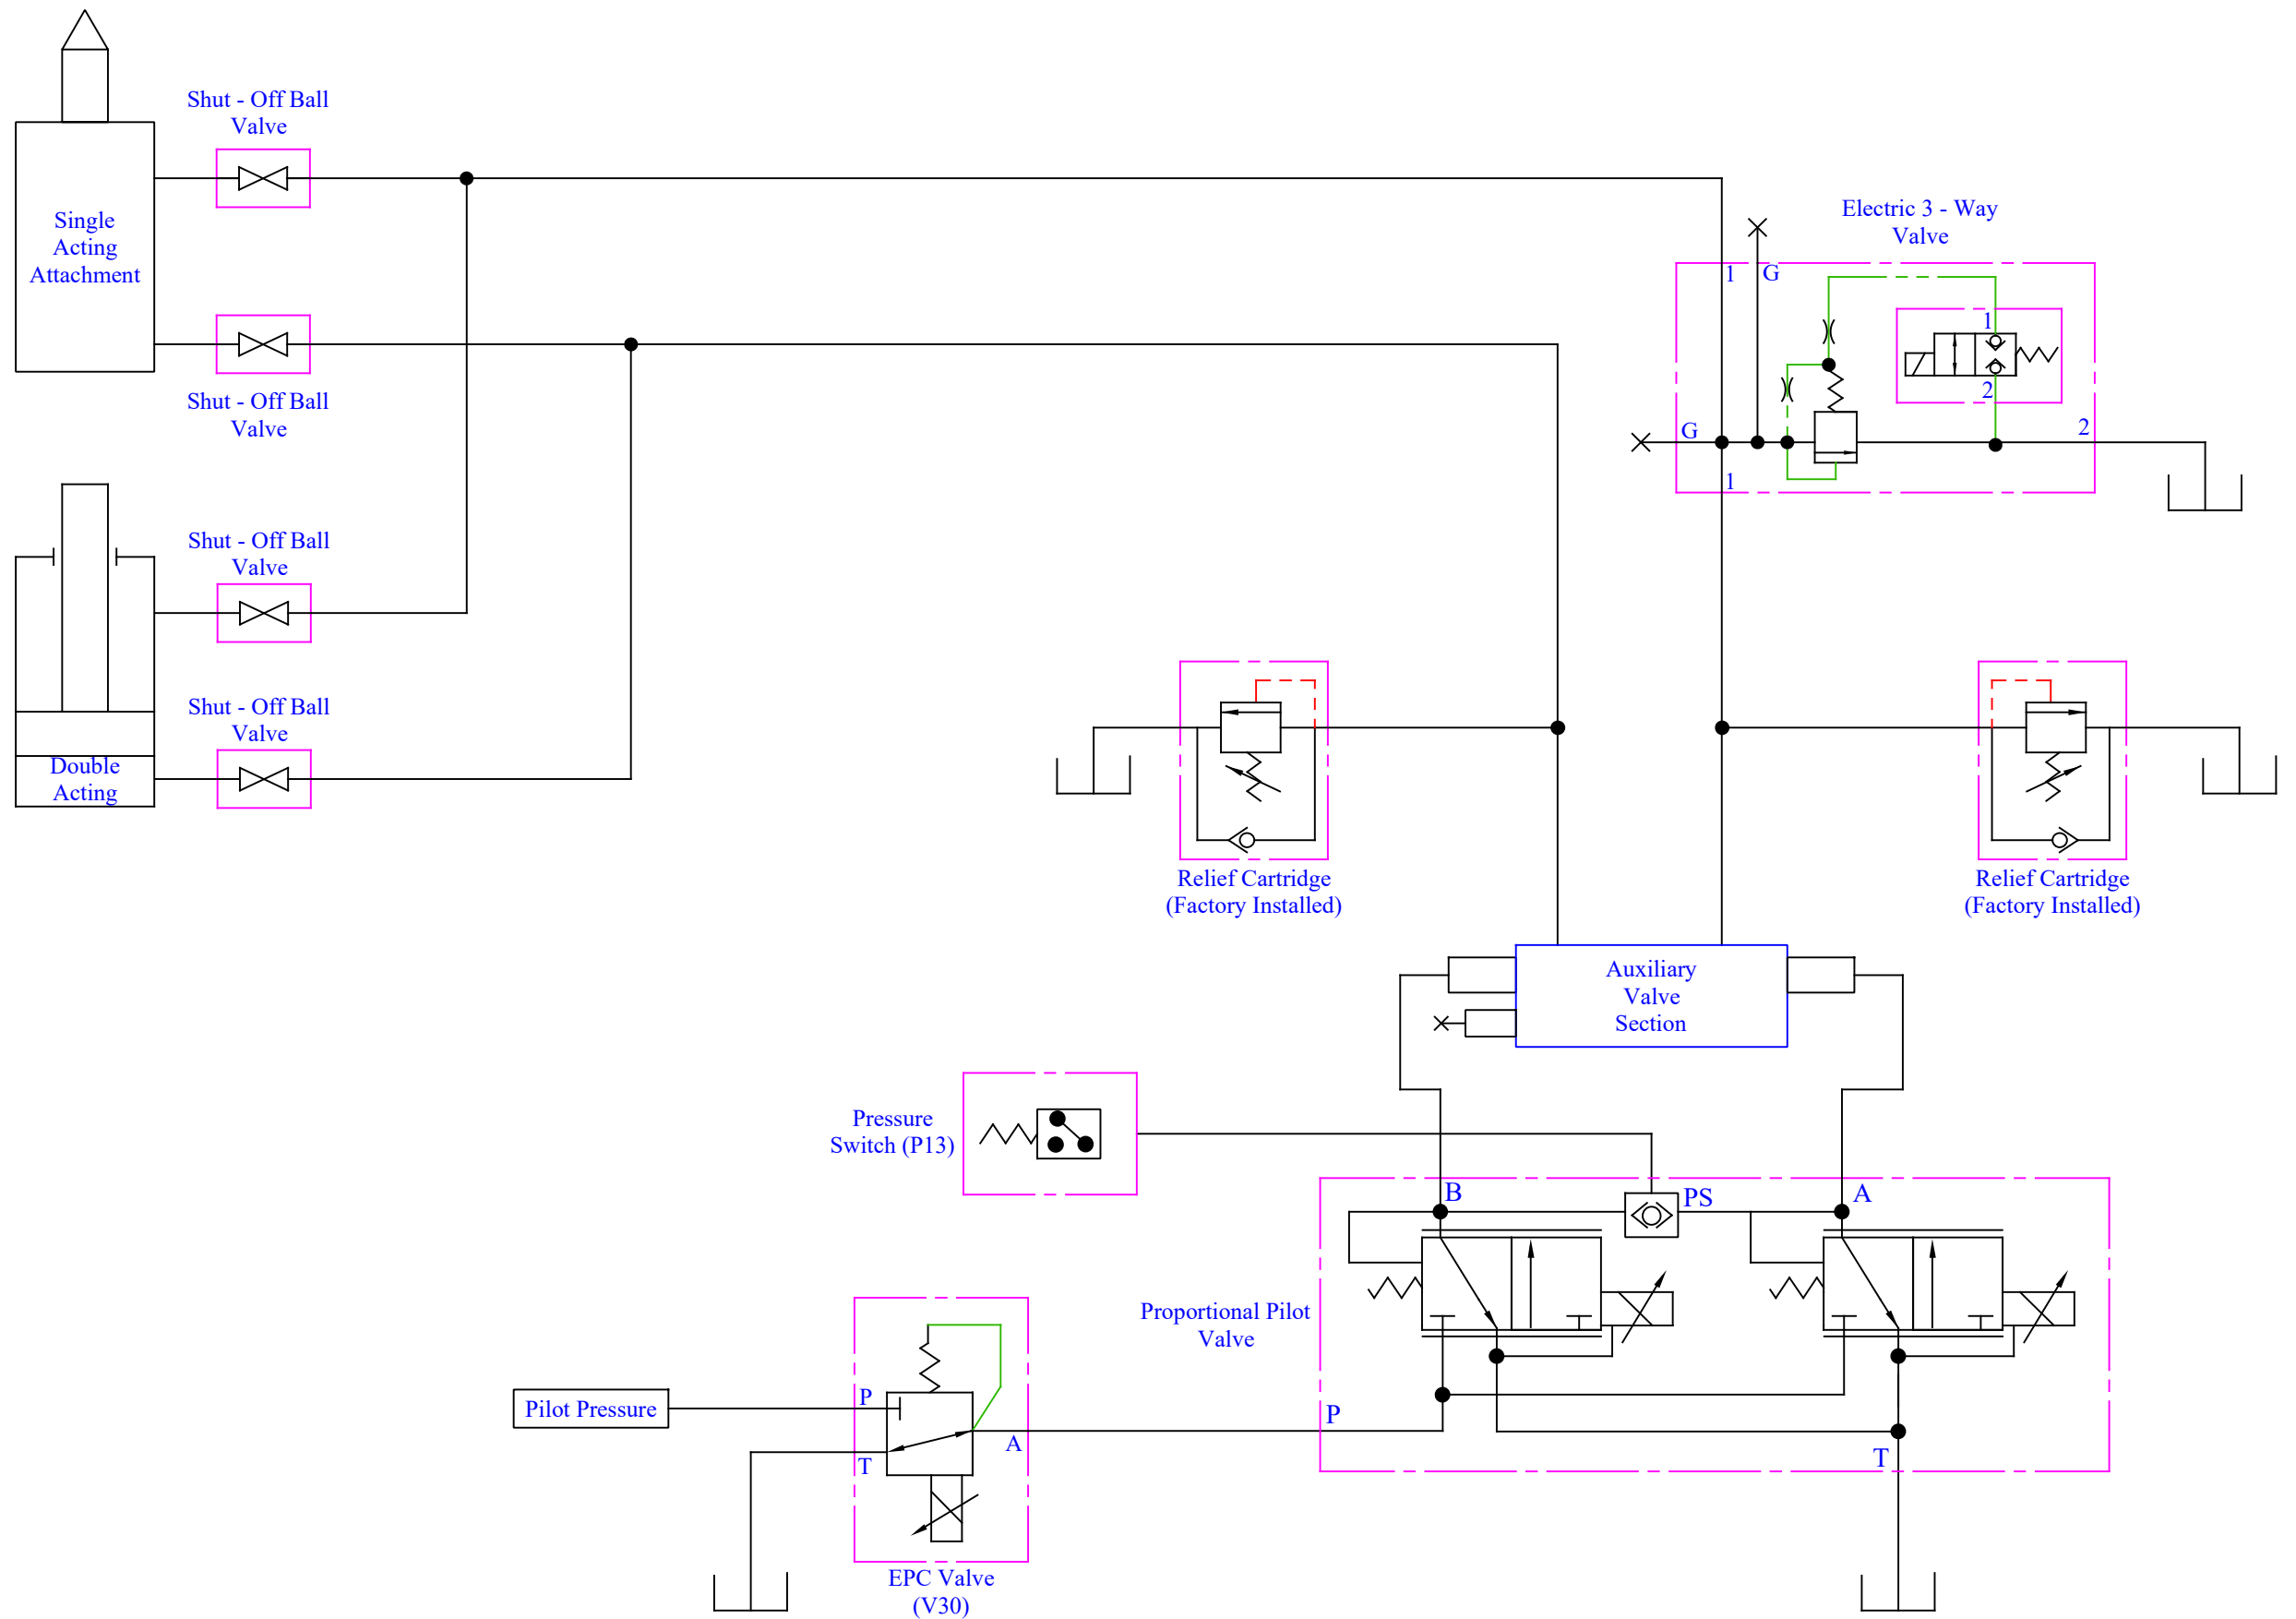 Shut - Off Ball
Valve
Single
Acting
Attachment
Shut - Off Ball
Valve
Electric 3 - Way
Valve
1
G
1
2
G
2
1
Shut - Off Ball
Valve
Shut - Off Ball
Valve
Double
Acting
Relief Cartridge
(Factory Installed)
Relief Cartridge
(Factory Installed)
Auxiliary
Valve
Section
Pressure
Switch (P13)
B
PS
A
Proportional Pilot
Valve
P
T
Pilot Pressure
P
A
T
EPC Valve
(V30)